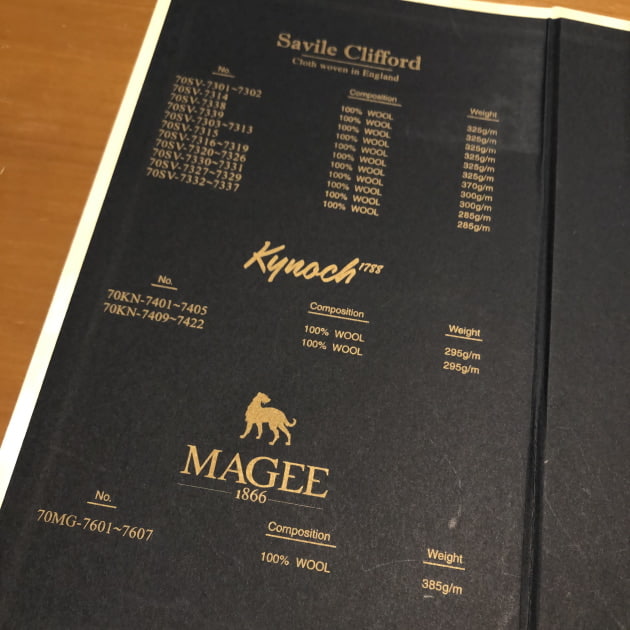 Savile Clifford
Cloth woven in England
No. Composition Weight
70SV-7301~7302 100% WOOL 325g/m
70SV-7314 100% WOOL 325g/m
70SV-7338 100% WOOL 325g/m
70SV-7339 100% WOOL 325g/m
70SV-7303~7313 100% WOOL 325g/m
70SV-7315 100% WOOL 370g/m
70SV-7316~7319 100% WOOL 300g/m
70SV-7320~7326 100% WOOL 300g/m
70SV-7330~7331 100% WOOL 285g/m
70SV-7327~7329 100% WOOL 285g/m
70SV-7332~7337
Kynoch 1788
No. Composition Weight
70KN-7401~7405 100% WOOL 295g/m
70KN-7409~7422 100% WOOL 295g/m
MAGEE
1866
No. Composition Weight
70MG-7601~7607 100% WOOL 385g/m